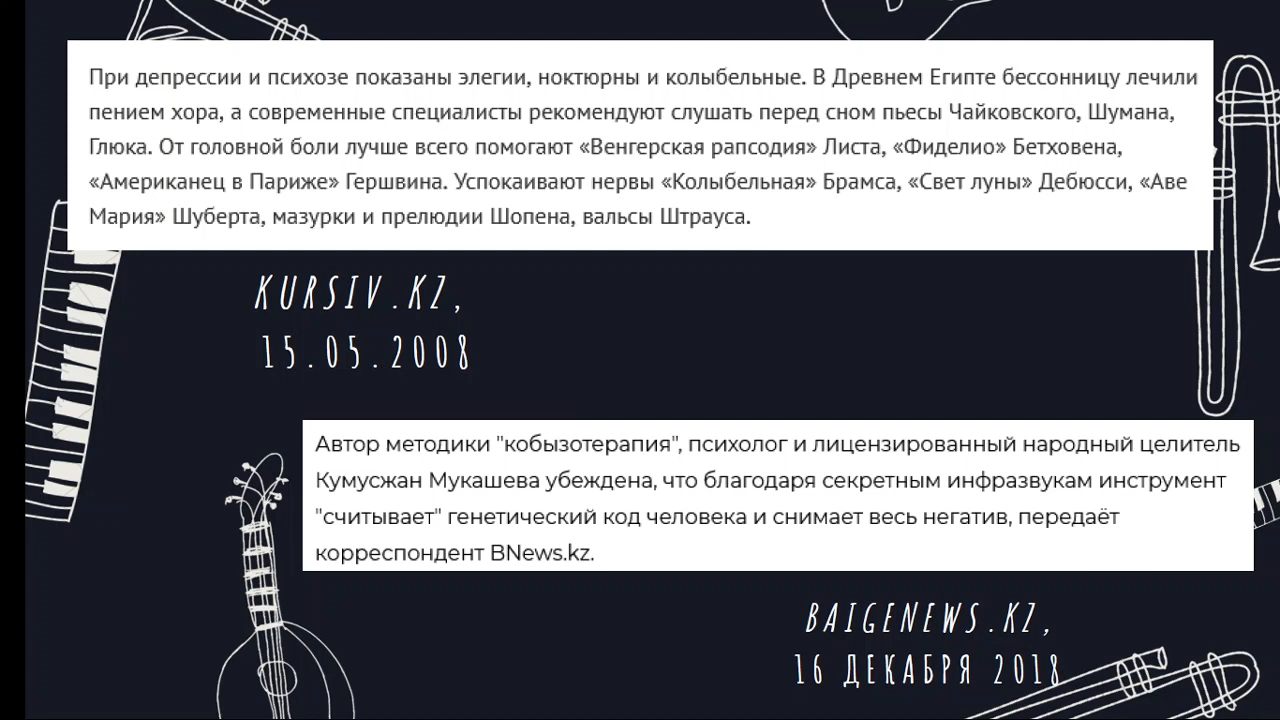 При депрессии и психозе показаны элегии, ноктюрны и колыбельные. В Древнем Египте бессонницу лечили
пением хора, а современные специалисты рекомендуют слушать перед сном пьесы Чайковского, Шумана,
Глюка. От головной боли лучше всего помогают «Венгерская рапсодия» Листа, «Фиделио» Бетховена,
«Американец в Париже» Гершвина. Успокаивают нервы «Колыбельная» Брамса, «Свет луны» Дебюсси, «Аве
Мария» Шуберта, мазурки и прелюдии Шопена, вальсы Штрауса.
KURSIV.KZ,
15.05.2008
Автор методики "кобызотерапия", психолог и лицензированный народный целитель
Кумусжан Мукашева убеждена, что благодаря секретным инфразвукам инструмент
"считывает" генетический код человека и снимает весь негатив, передаёт
корреспондент BNews.kz.
BAIGENEWS.KZ,
16 ДЕКАБРЯ 2018